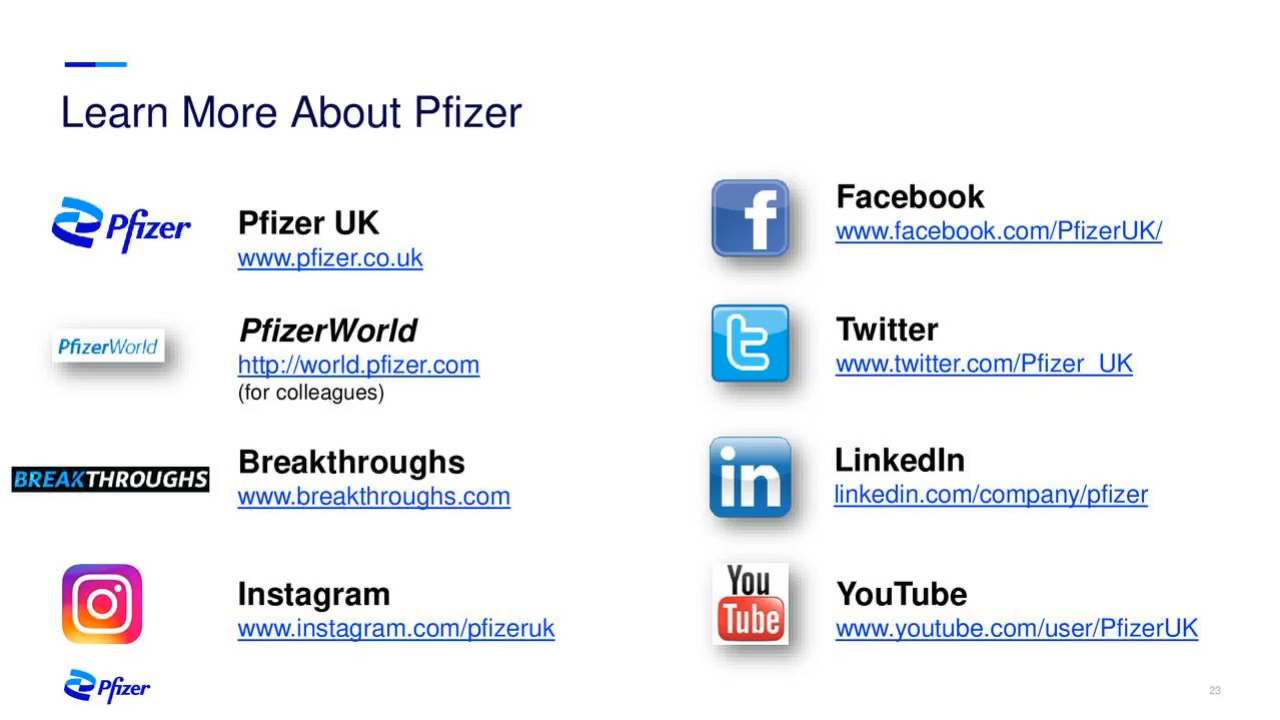 Learn More About Pfizer
Pfizer
Pfizer UK
www.pfizer.co.uk
PfizerWorld
PfizerWorld
http://world.pfizer.com
(for colleagues)
BREAKTHROUGHS
Breakthroughs
www.breakthroughs.com
Instagram
www.instagram.com/pfizeruk
f
Facebook
www.facebook.com/PfizerUK/
t
Twitter
www.twitter.com/Pfizer_UK
in
LinkedIn
linkedin.com/company/pfizer
You
Tube
YouTube
www.youtube.com/user/PfizerUK
Pfizer
23